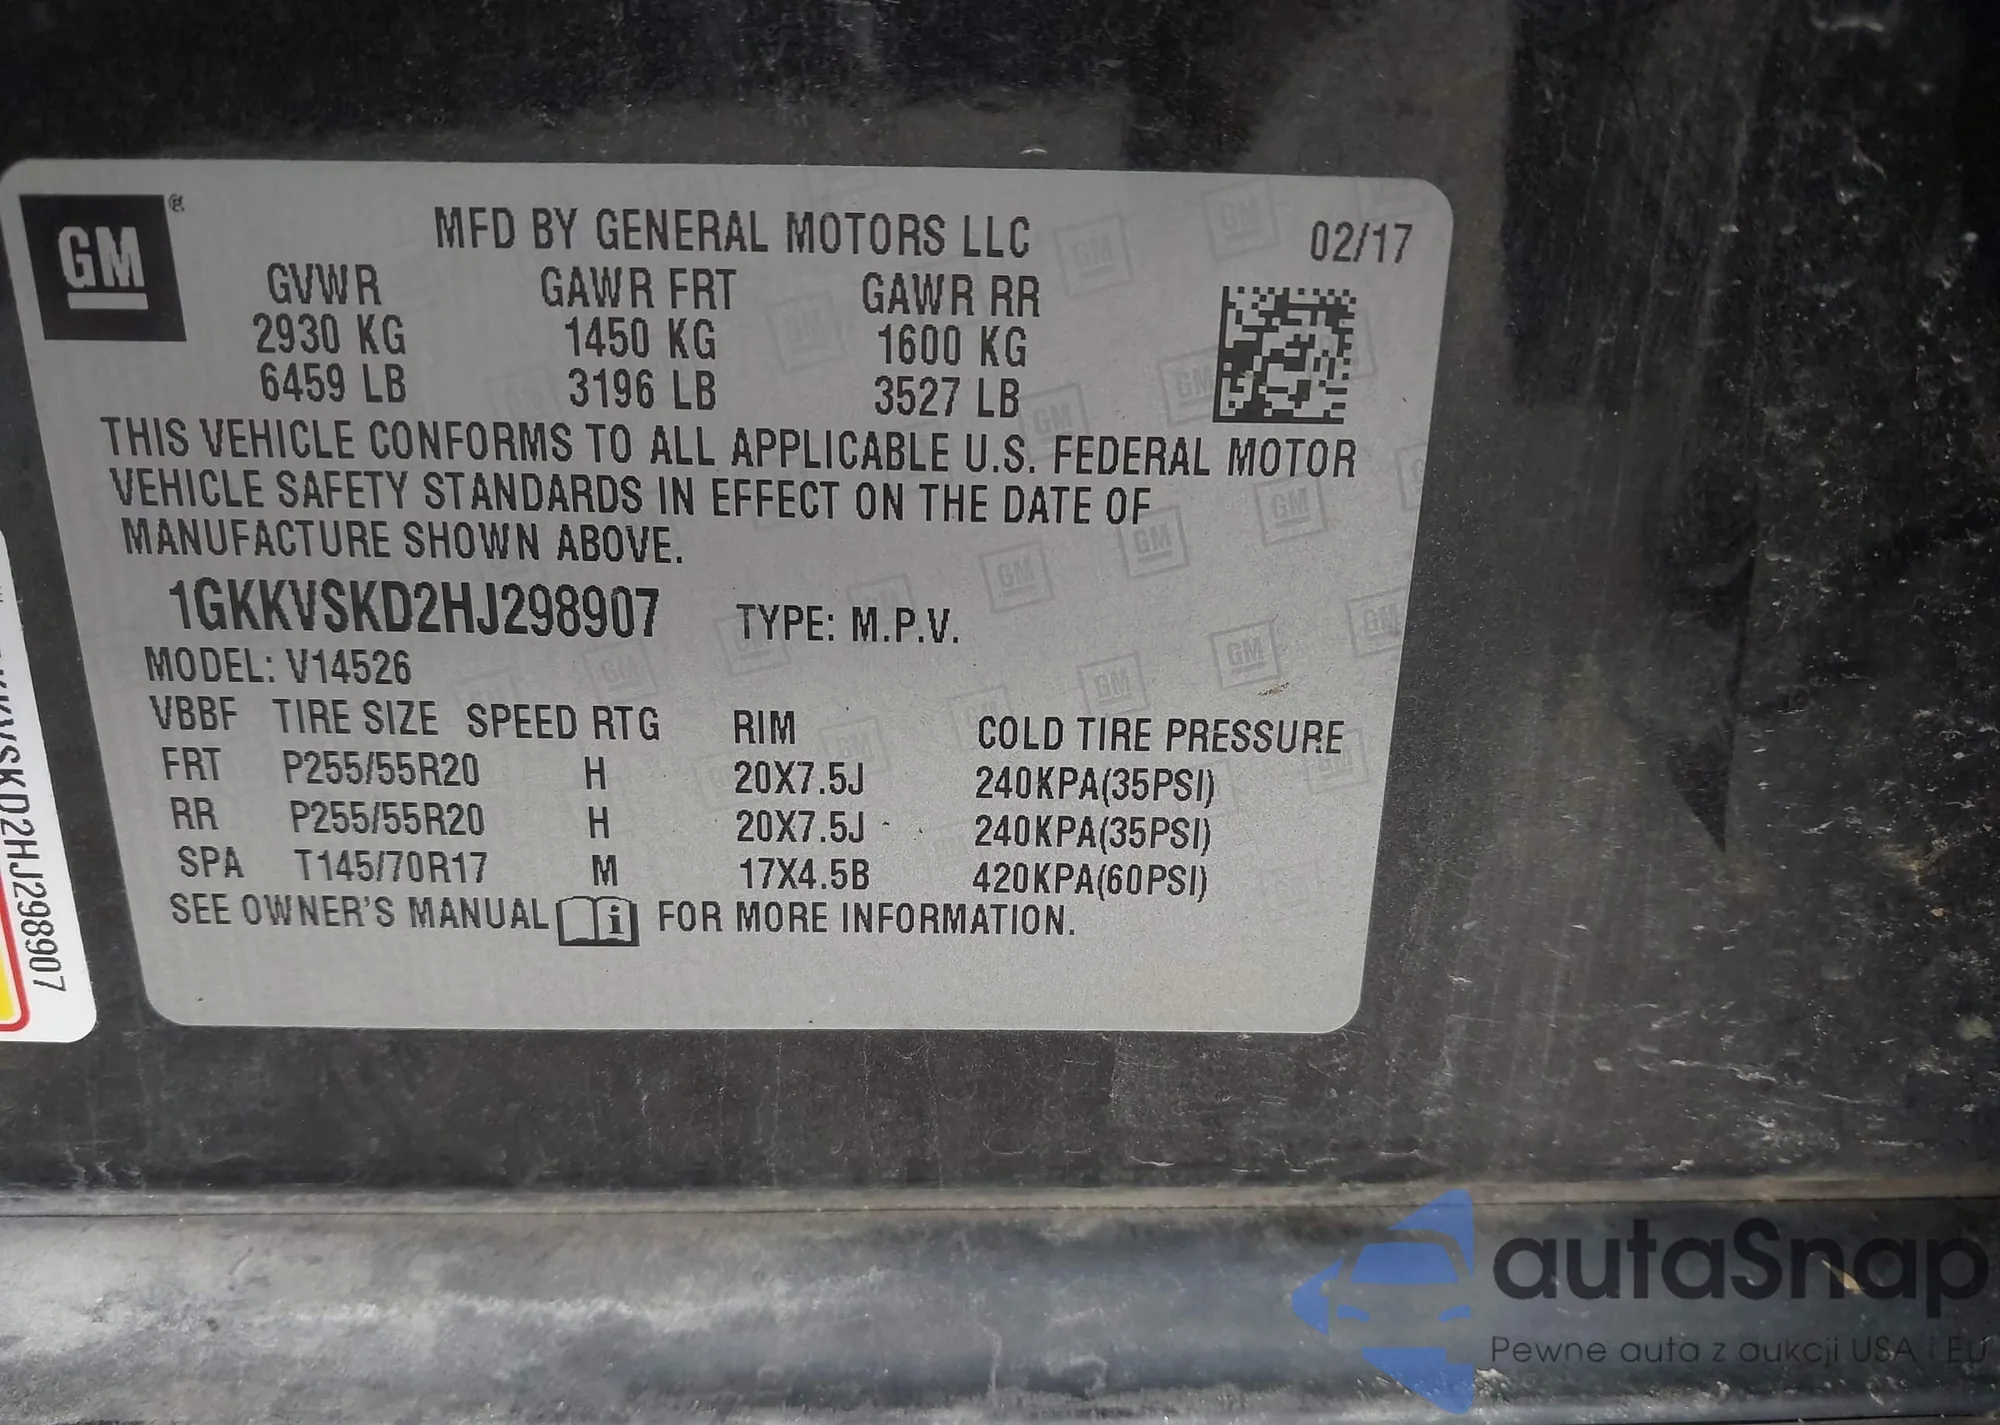 GM®
MFD BY GENERAL MOTORS LLC 02/17
GVWR GAWR FRT GAWR RR
2930 KG 1450 KG 1600 KG
6459 LB 3196 LB 3527 LB
THIS VEHICLE CONFORMS TO ALL APPLICABLE U.S. FEDERAL MOTOR
VEHICLE SAFETY STANDARDS IN EFFECT ON THE DATE OF
MANUFACTURE SHOWN ABOVE.
1GKKVSKD2HJ298907 TYPE: M.P.V.
MODEL: V14526
VBBF TIRE SIZE SPEED RTG RIM COLD TIRE PRESSURE
FRT P255/55R20 H 20X7.5J 240KPA(35PSI)
RR P255/55R20 H 20X7.5J 240KPA(35PSI)
SPA T145/70R17 M 17X4.5B 420KPA(60PSI)
SEE OWNER'S MANUAL i FOR MORE INFORMATION.
KKVSKD2HJ298907
autaSnap
Pewne auta z aukcji USA i EU